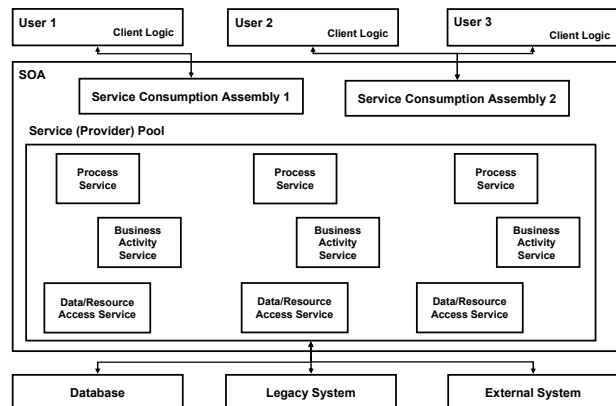 User 1
Client Logic
User 2
Client Logic
User 3
Client Logic
SOA
Service Consumption Assembly 1
Service Consumption Assembly 2
Service (Provider) Pool
Process
Service
Process
Service
Process
Service
Business
Activity
Service
Business
Activity
Service
Business
Activity
Service
Data/Resource
Access Service
Data/Resource
Access Service
Data/Resource
Access Service
Database
Legacy System
External System